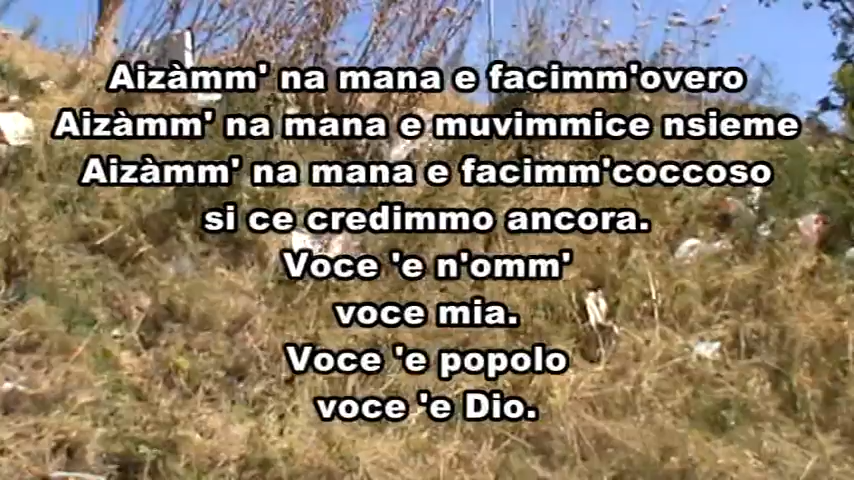 Aizàmm' na mana e facimm'overo
Aizàmm' na mana e muvimmice nsieme
Aizàmm' na mana e facimm'coccoso
si ce credimmo ancora.
Voce 'e n'omm'
voce mia.
Voce 'e popolo
voce 'e Dio.